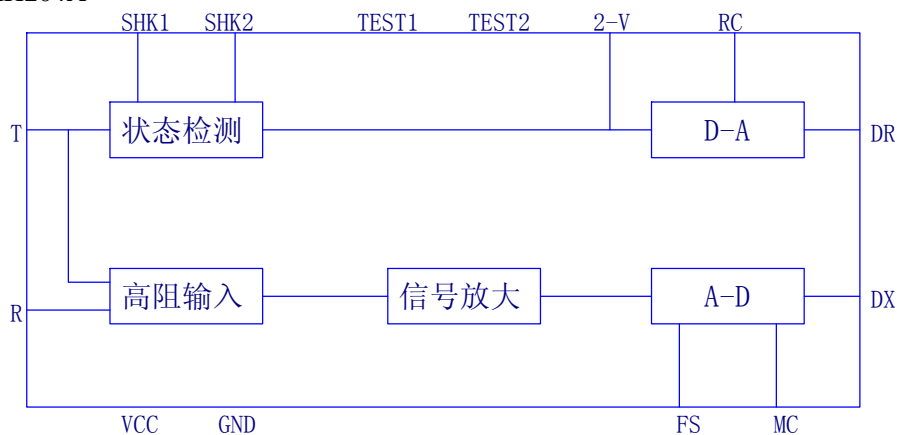 SHK1 SHK2 TEST1 TEST2 2-V RC
T 状态检测 D-A DR
R 高阻输入 信号放大 A-D DX
VCC GND FS MC